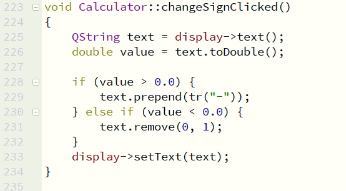 223 void Calculator::changeSignClicked()
224 {
225     QString text = display->text();
226     double value = text.toDouble();
227
228     if (value > 0.0) {
229         text.prepend(tr("-"));
230     } else if (value < 0.0) {
231         text.remove(0, 1);
232     }
233     display->setText(text);
234 }
235